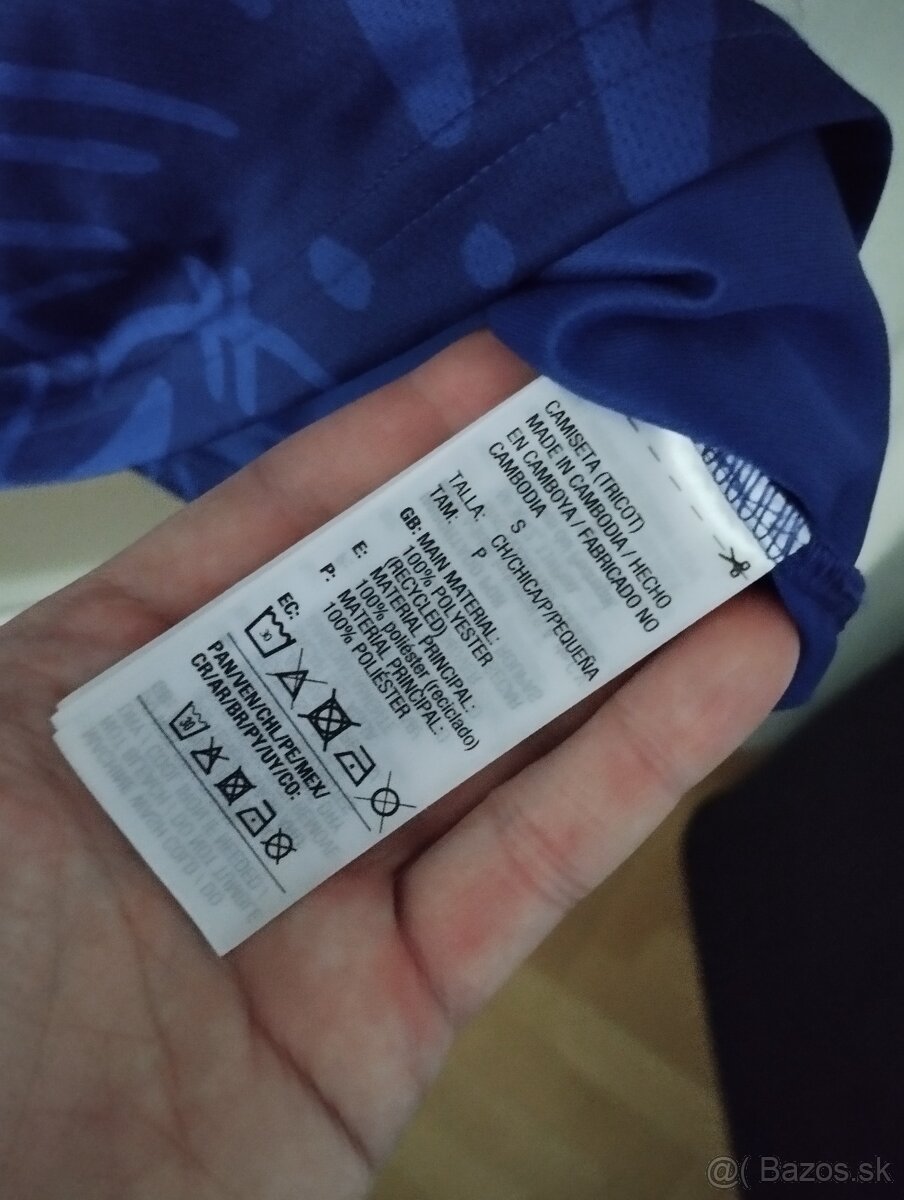 CAMISETA (TRICOT)
MADE IN CAMBODIA / HECHO
EN CAMBOYA / FABRICADO NO
CAMBODIA
TALLA: S CH/CHICA/PEQUEÑA
TAM: P
GB: MAIN MATERIAL:
100% POLYESTER
(RECYCLED)
E: MATERIAL PRINCIPAL:
100% poliéster (reciclado)
P: MATERIAL PRINCIPAL:
100% POLIÉSTER
EC:
30
PAN/VEN/CHL/PE/MEX/
CR/AR/BR/PY/UY/CO:
30
@( Bazos.sk